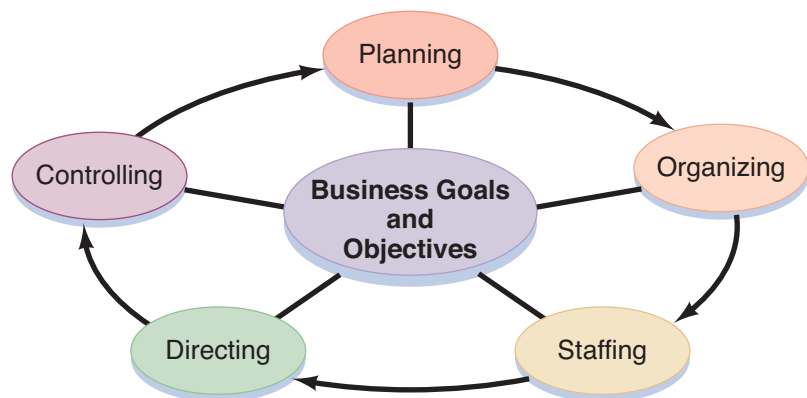 Planning
Organizing
Controlling
Business Goals
and
Objectives
Directing
Staffing